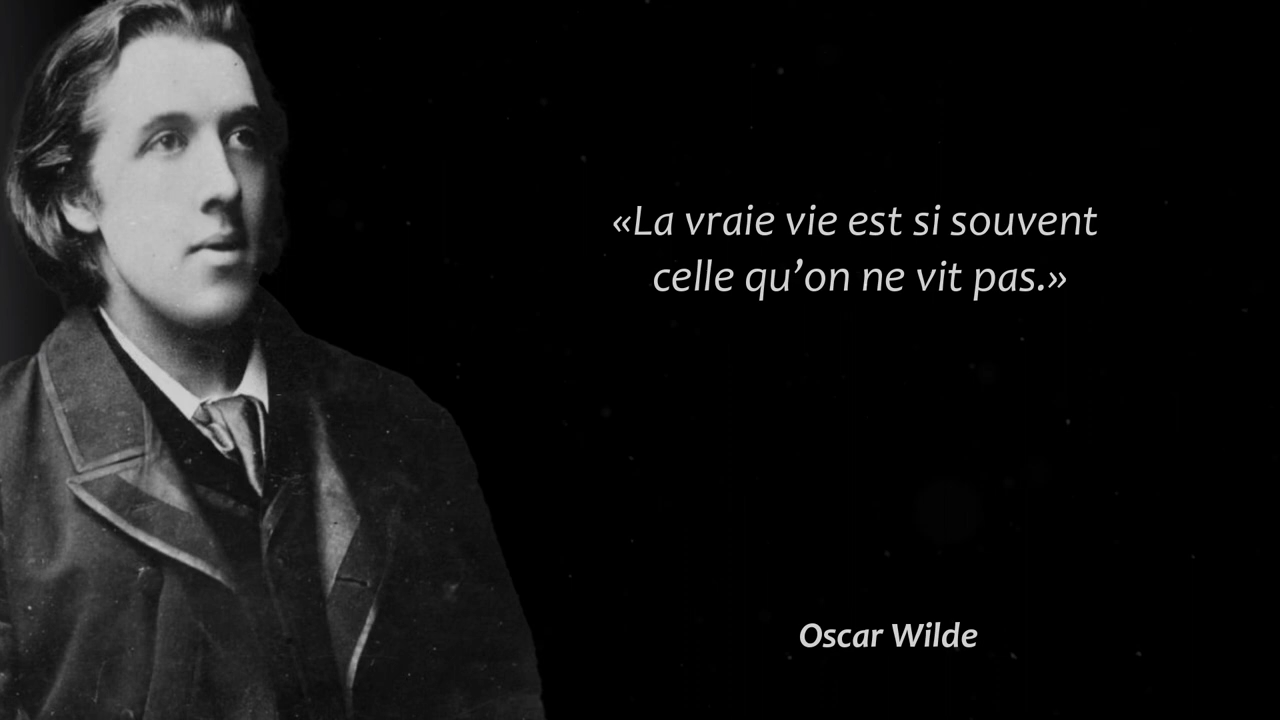 «La vraie vie est si souvent
celle qu’on ne vit pas.»
Oscar Wilde